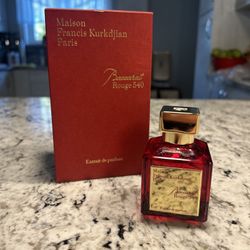 Maison
Francis Kurkdjian
Paris
Baccarat
Rouge 540
Extrait de parfum